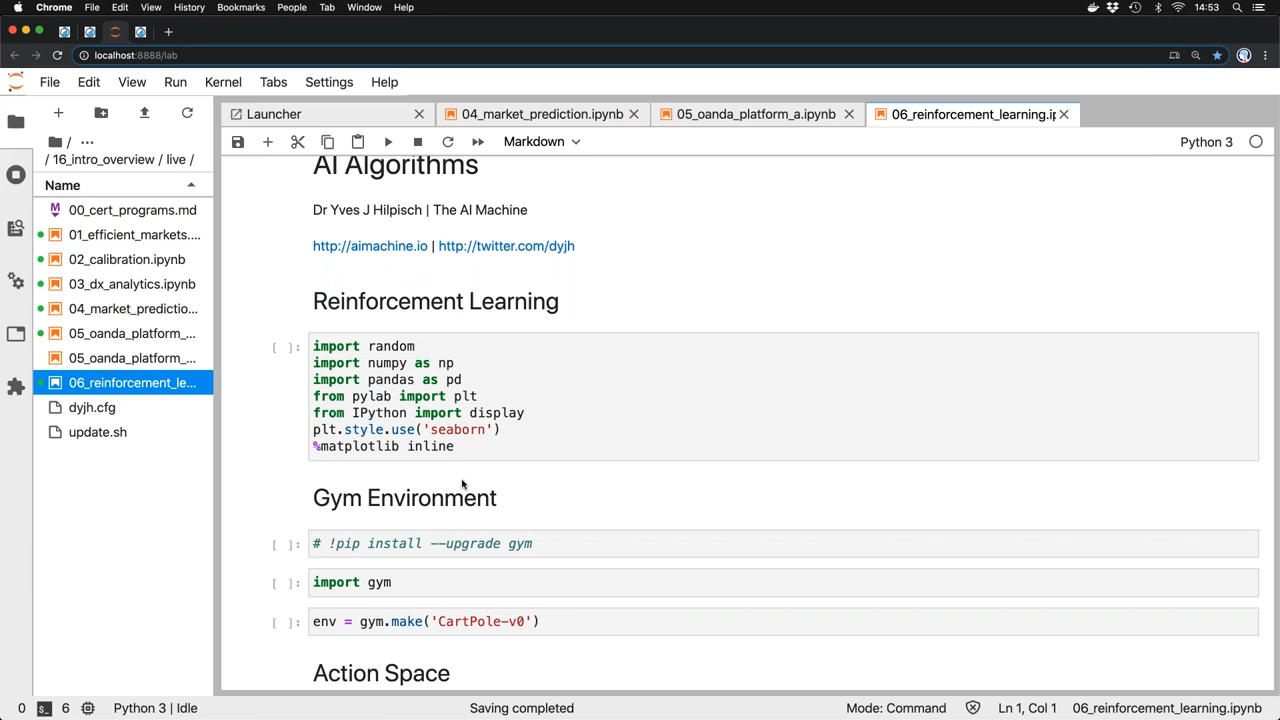 Chrome File Edit View History Bookmarks People Tab Window Help 14:53
localhost:8888/lab
File Edit View Run Kernel Tabs Settings Help
Launcher 04_market_prediction.ipynb 05_oanda_platform_a.ipynb 06_reinforcement_learning.ip
/ ...
/ 16_intro_overview / live /
Markdown Python 3
Name
00_cert_programs.md
01_efficient_markets....
02_calibration.ipynb
03_dx_analytics.ipynb
04_market_predictio...
05_oanda_platform_...
05_oanda_platform_...
06_reinforcement_le...
dyjh.cfg
update.sh
AI Algorithms
Dr Yves J Hilpisch | The AI Machine
http://aimachine.io | http://twitter.com/dyjh
Reinforcement Learning
[ ]: import random
import numpy as np
import pandas as pd
from pylab import plt
from IPython import display
plt.style.use('seaborn')
%matplotlib inline
Gym Environment
[ ]: # !pip install --upgrade gym
[ ]: import gym
[ ]: env = gym.make('CartPole-v0')
Action Space
0 6 Python 3 | Idle Saving completed Mode: Command Ln 1, Col 1 06_reinforcement_learning.ipynb